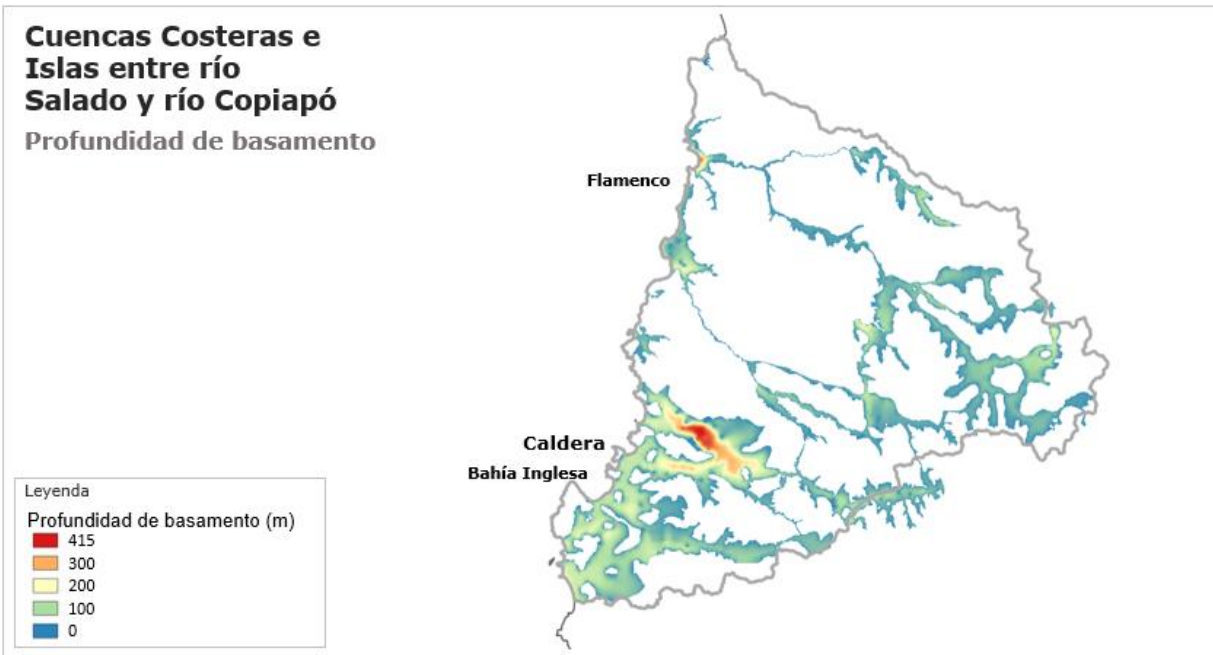 Cuencas Costeras e
Islas entre río
Salado y río Copiapó
Profundidad de basamento
Flamenco
Caldera
Bahía Inglesa
Leyenda
Profundidad de basamento (m)
415
300
200
100
0